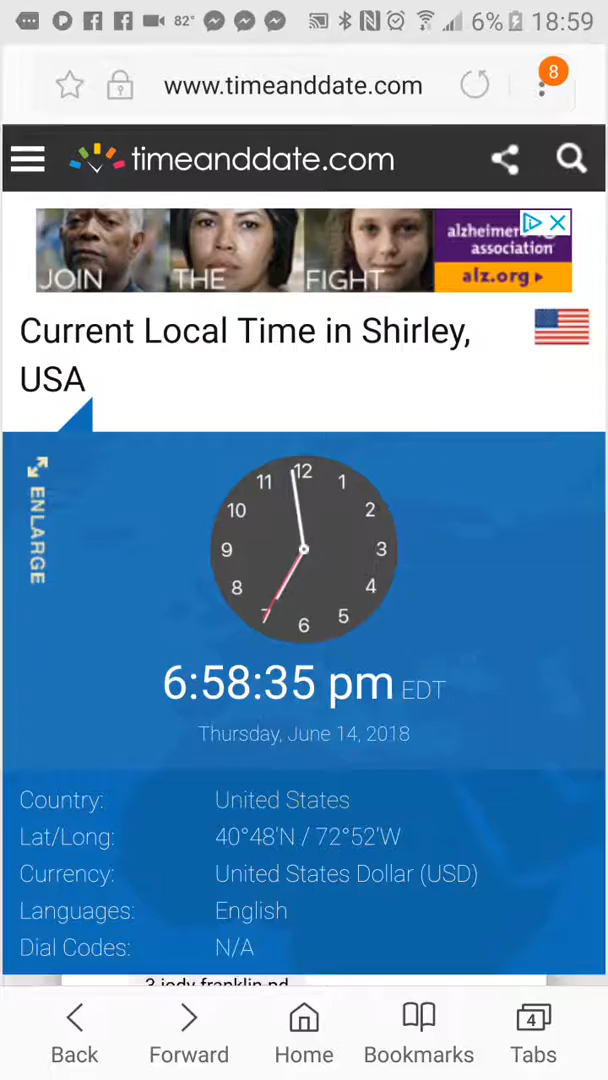 82° 6% 18:59
www.timeanddate.com 8
timeanddate.com
JOIN THE FIGHT
association
alz.org
Current Local Time in Shirley,
USA
ENLARGE
12
11 1
10 2
9 3
8 4
7 5
6
6:58:35 pm EDT
Thursday, June 14, 2018
Country: United States
Lat/Long: 40°48'N / 72°52'W
Currency: United States Dollar (USD)
Languages: English
Dial Codes: N/A
4
Back Forward Home Bookmarks Tabs